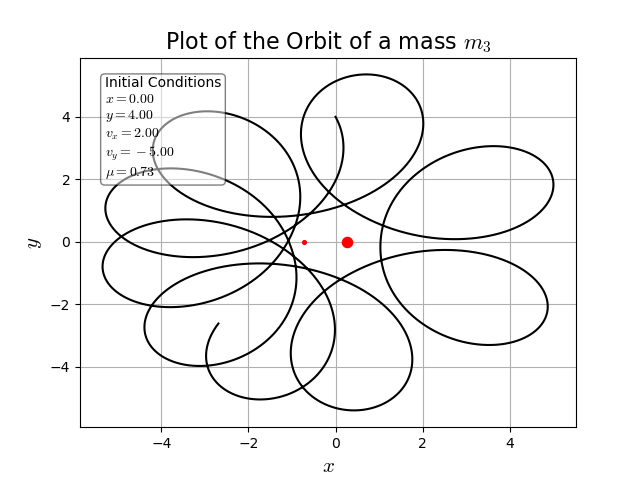 Plot of the Orbit of a mass m₃
Initial Conditions
x = 0.00
y = 4.00
vₓ = 2.00
v_y = −5.00
μ = 0.73
4
2
0
−2
−4
y
−4 −2 0 2 4
x